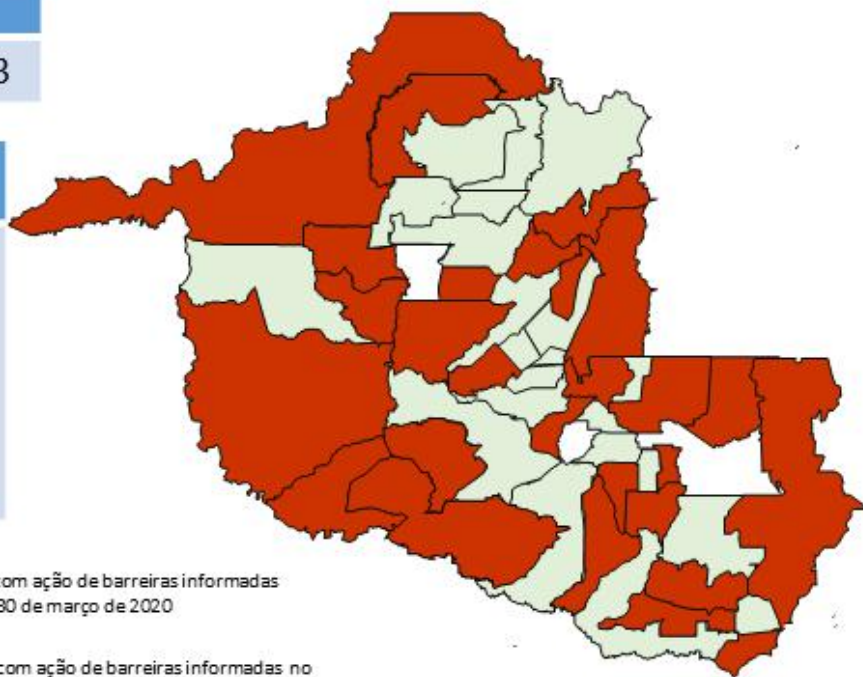 3
com ação de barreiras informadas
30 de março de 2020
com ação de barreiras informadas no